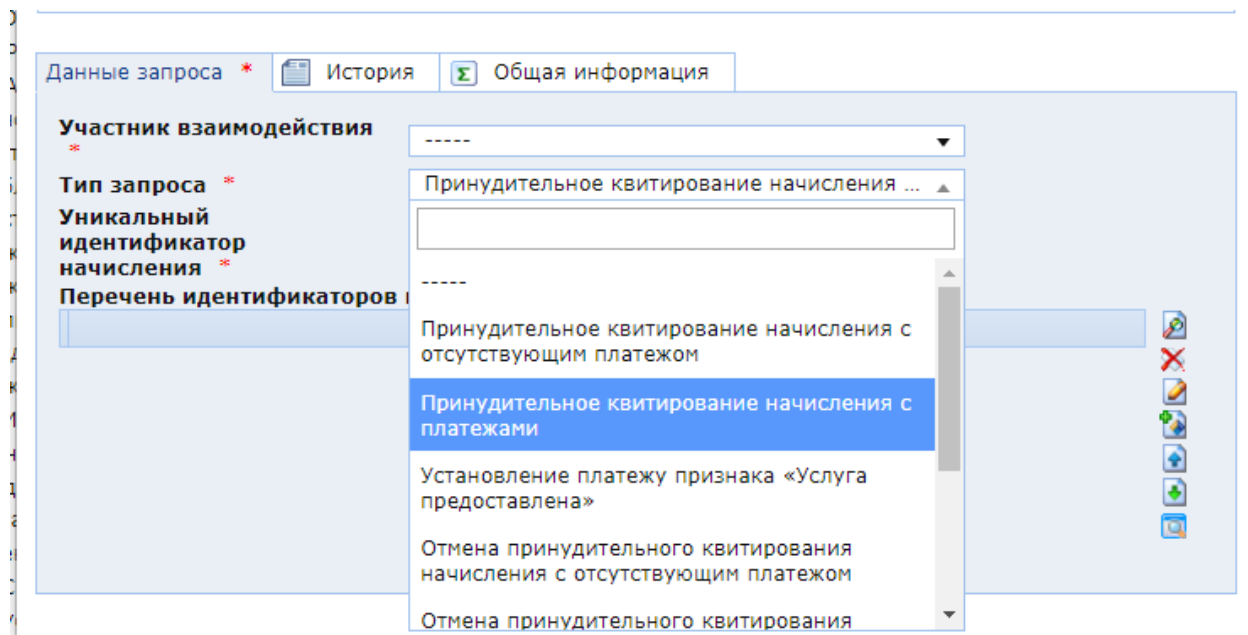 Данные запроса * История Общая информация
Участник взаимодействия
*
-----
Тип запроса *
Принудительное квитирование начисления ...
Уникальный
идентификатор
начисления *
Перечень идентификаторов
-----
Принудительное квитирование начисления с
отсутствующим платежом
Принудительное квитирование начисления с
платежами
Установление платежу признака «Услуга
предоставлена»
Отмена принудительного квитирования
начисления с отсутствующим платежом
Отмена принудительного квитирования